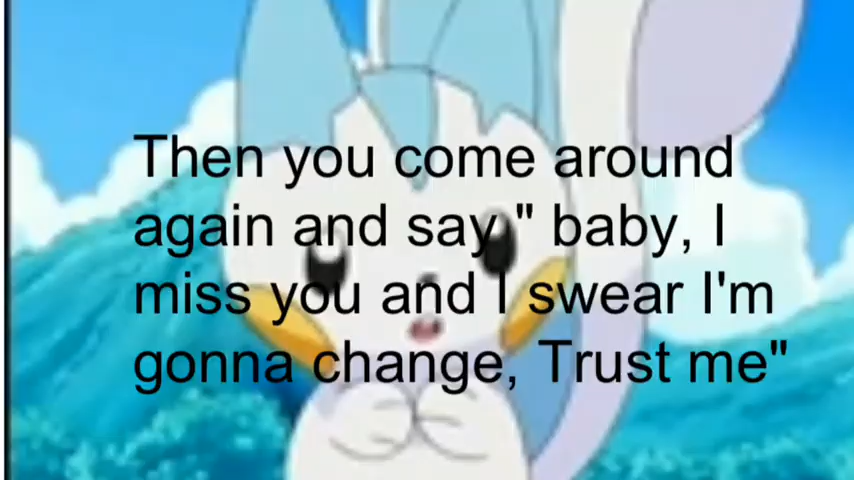 Then you come around
again and say " baby, I
miss you and I swear I'm
gonna change, Trust me"